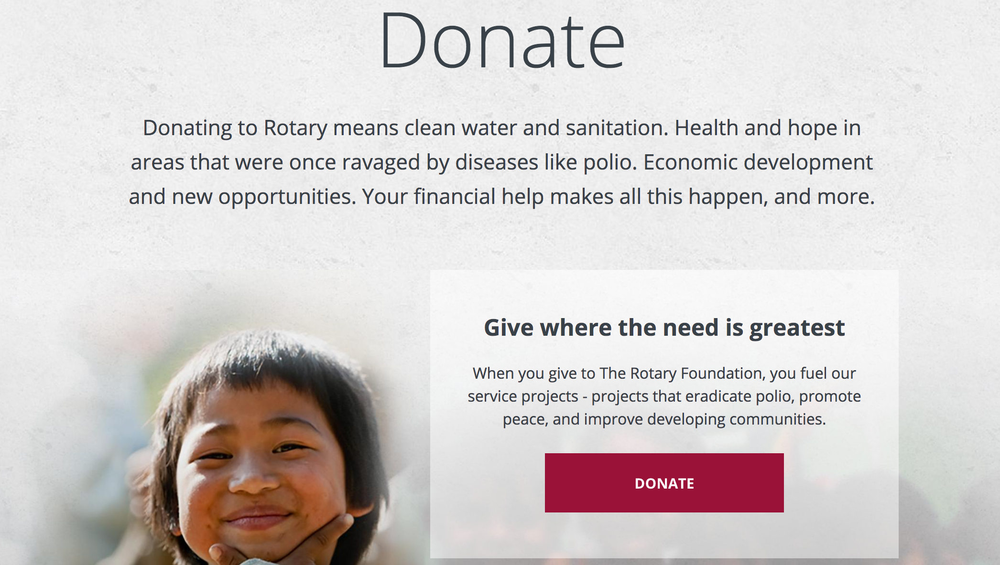 Donate
Donating to Rotary means clean water and sanitation. Health and hope in
areas that were once ravaged by diseases like polio. Economic development
and new opportunities. Your financial help makes all this happen, and more.
Give where the need is greatest
When you give to The Rotary Foundation, you fuel our
service projects - projects that eradicate polio, promote
peace, and improve developing communities.
DONATE